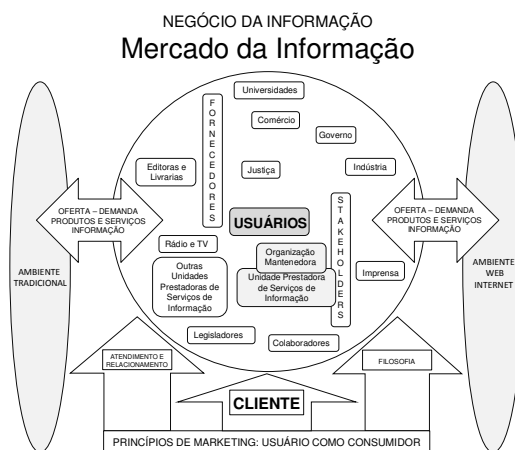 NEGÓCIO DA INFORMAÇÃO
Mercado da Informação
Universidades
FORNECEDORES
Comércio
Governo
Editoras e
Livrarias
Justiça
Indústria
OFERTA – DEMANDA
PRODUTOS E SERVIÇOS
INFORMAÇÃO
USUÁRIOS
STAKEHOLDERS
OFERTA – DEMANDA
PRODUTOS E SERVIÇOS
INFORMAÇÃO
Rádio e TV
Organização
Mantenedora
AMBIENTE
TRADICIONAL
Outras
Unidades
Prestadoras de
Serviços de
Informação
Unidade Prestadora
de Serviços de
Informação
Imprensa
AMBIENTE
WEB
INTERNET
Legisladores
Colaboradores
ATENDIMENTO E
RELACIONAMENTO
FILOSOFIA
CLIENTE
PRINCÍPIOS DE MARKETING: USUÁRIO COMO CONSUMIDOR